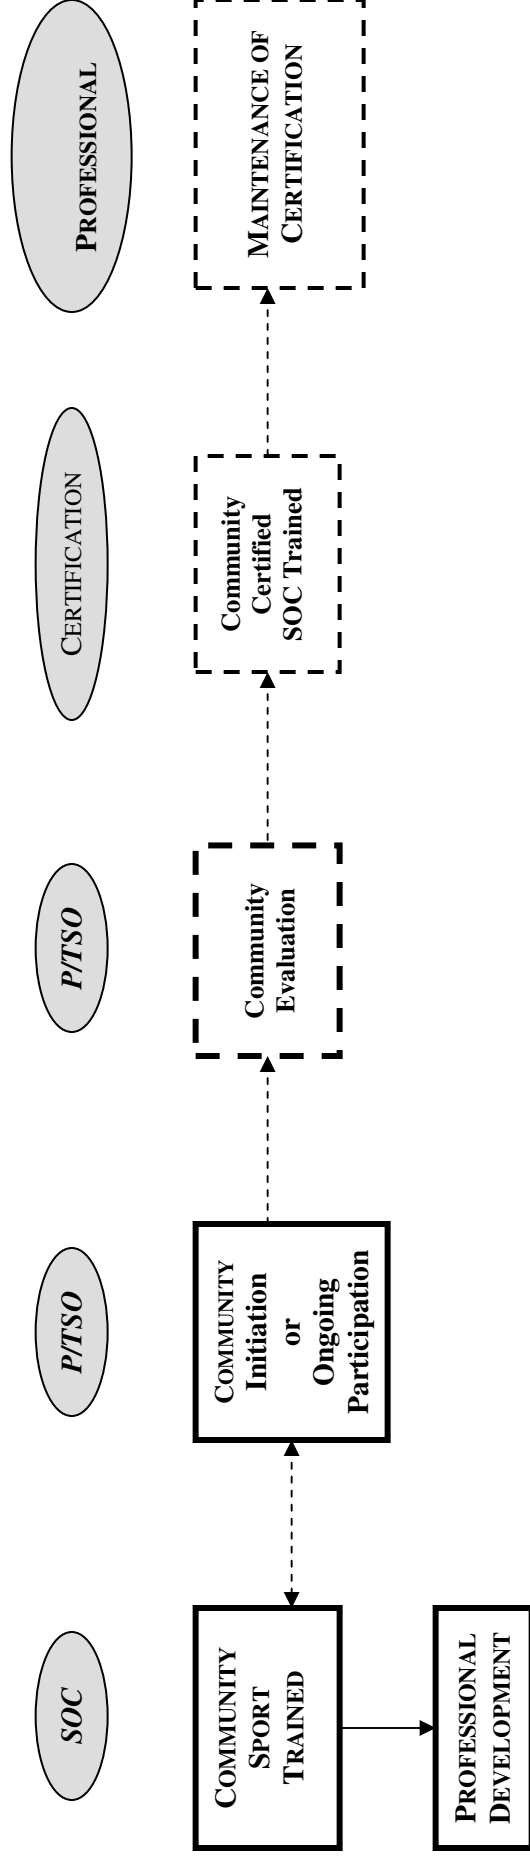 SOC
P/TSO
P/TSO
CERTIFICATION
PROFESSIONAL
COMMUNITY
SPORT
TRAINED
COMMUNITY
Initiation
or
Ongoing
Participation
Community
Evaluation
Community
Certified
SOC Trained
MAINTENANCE OF
CERTIFICATION
PROFESSIONAL
DEVELOPMENT